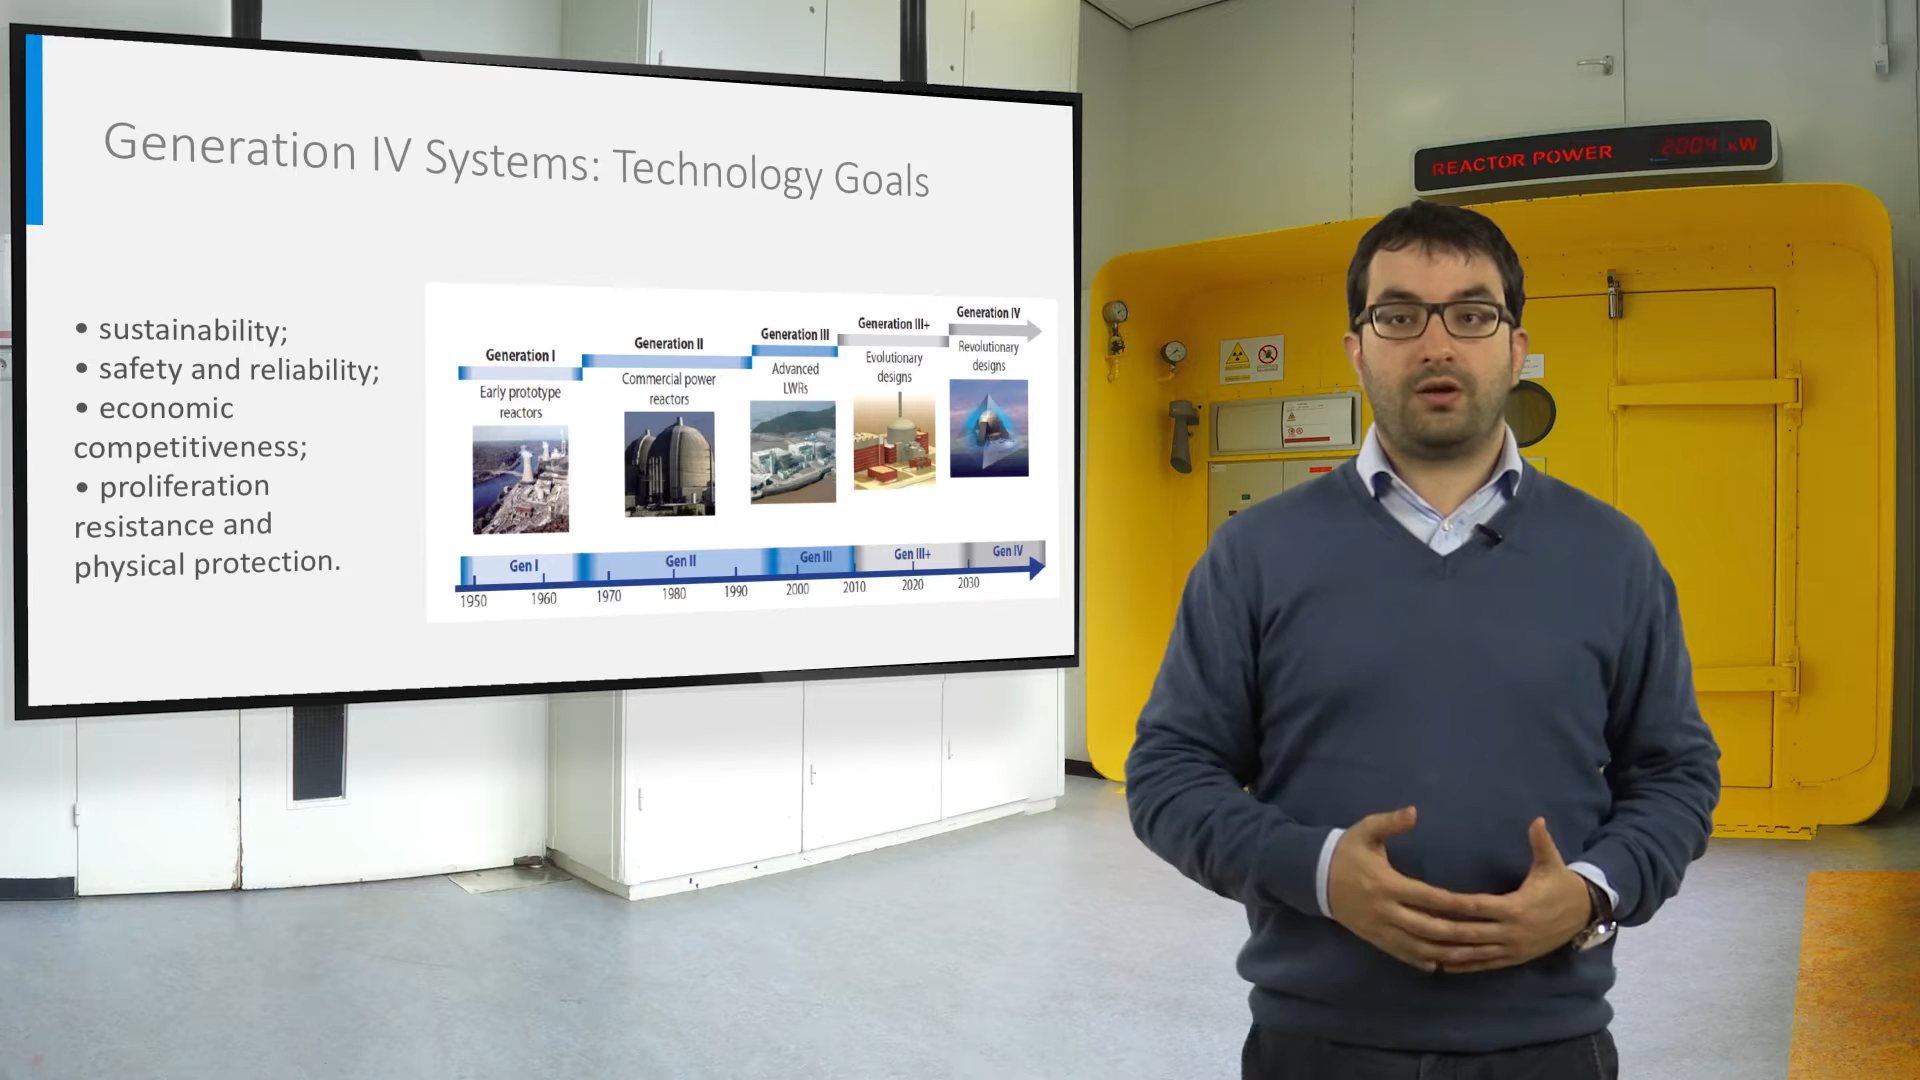 Generation IV Systems: Technology Goals
• sustainability;
• safety and reliability;
• economic
competitiveness;
• proliferation
resistance and
physical protection.
Generation I
Early prototype
reactors
Generation II
Commercial power
reactors
Generation III
Advanced
LWRs
Generation III+
Evolutionary
designs
Generation IV
Revolutionary
designs
Gen I
Gen II
Gen III
Gen III+
Gen IV
1950
1960
1970
1980
1990
2000
2010
2020
2030
REACTOR POWER 2004 kW